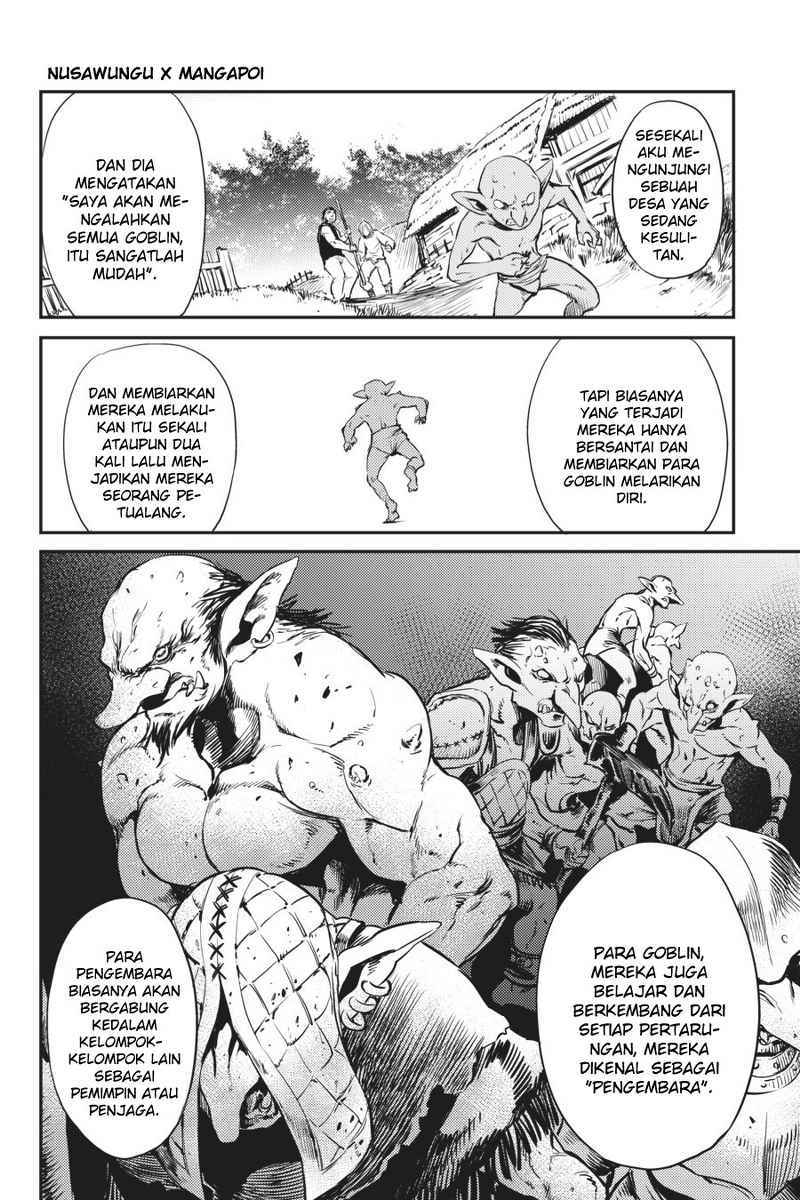 NUSAWUNGU X MANGAPOI
SESEKALI
AKU ME-
NGUNJUNGI
SEBUAH
DESA YANG
SEDANG
KESULI-
TAN.
DAN DIA
MENGATAKAN
"SAYA AKAN ME-
NGALAHKAN
SEMUA GOBLIN,
ITU SANGATLAH
MUDAH".
TAPI BIASANYA
YANG TERJADI
MEREKA HANYA
BERSANTAI DAN
MEMBIARKAN PARA
GOBLIN MELARIKAN
DIRI.
DAN MEMBIARKAN
MEREKA MELAKU-
KAN ITU SEKALI
ATAUPUN DUA
KALI LALU MEN-
JADIKAN MEREKA
SEORANG PE-
TUALANG.
PARA GOBLIN,
MEREKA JUGA
BELAJAR DAN
BERKEMBANG DARI
SETIAP PERTARU-
NGAN, MEREKA
DIKENAL SEBAGAI
"PENGEMBARA".
PARA
PENGEMBARA
BIASANYA AKAN
BERGABUNG
KEDALAM
KELOMPOK-
KELOMPOK LAIN
SEBAGAI
PEMIMPIN ATAU
PENJAGA.